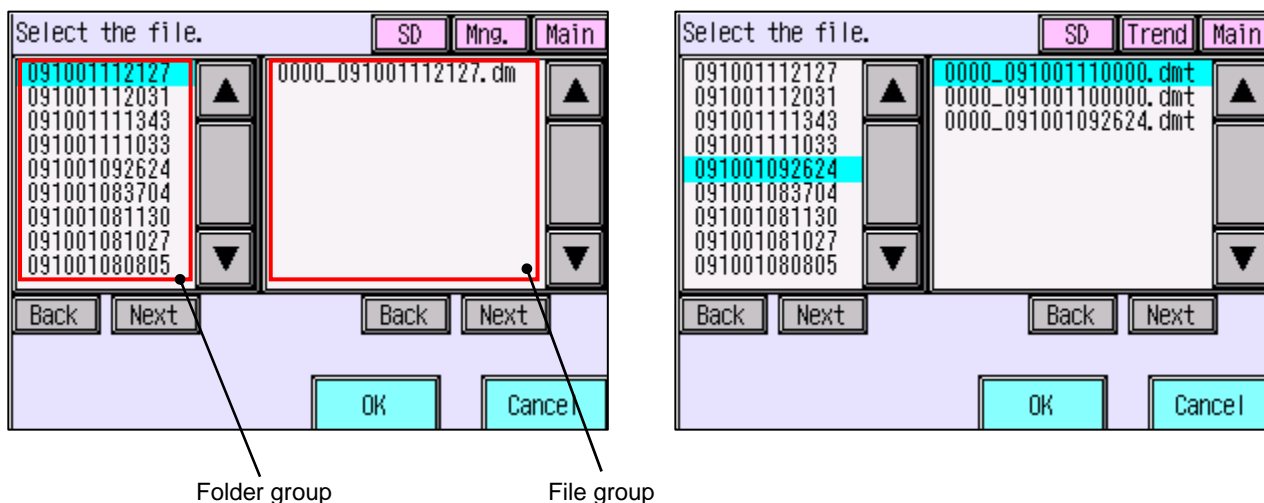 Select the file.
SD
Mng.
Main
091001112127
091001112031
091001111343
091001111033
091001092624
091001083704
091001081130
091001081027
091001080805
0000_091001112127.dm
Back
Next
Back
Next
OK
Cancel
Folder group
File group
Select the file.
SD
Trend
Main
091001112127
091001112031
091001111343
091001111033
091001092624
091001083704
091001081130
091001081027
091001080805
0000_091001110000.dmt
0000_091001100000.dmt
0000_091001092624.dmt
Back
Next
Back
Next
OK
Cancel